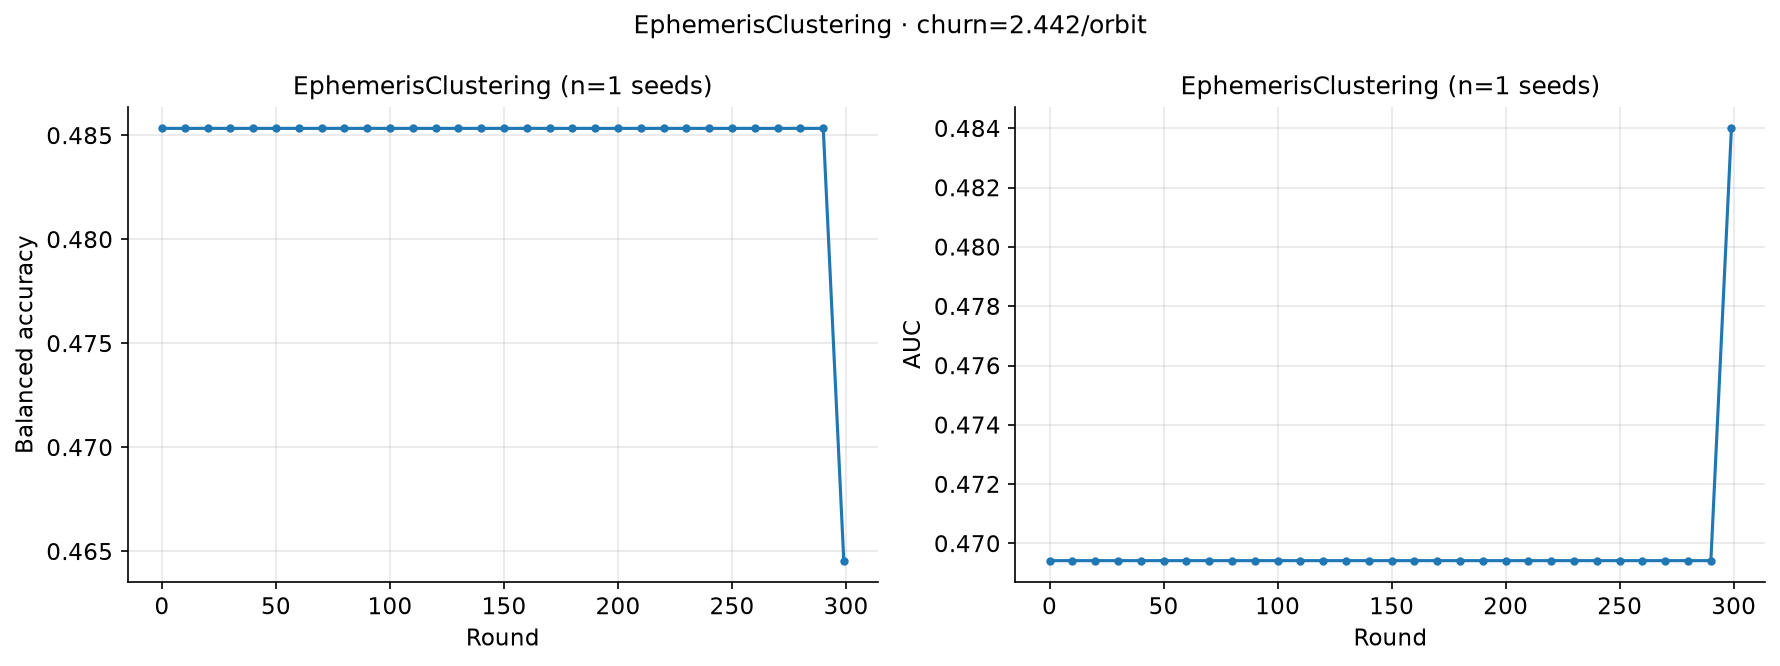 EphemerisClustering · churn=2.442/orbit
EphemerisClustering (n=1 seeds)
Balanced accuracy
0.485
0.480
0.475
0.470
0.465
0 50 100 150 200 250 300
Round
EphemerisClustering (n=1 seeds)
AUC
0.484
0.482
0.480
0.478
0.476
0.474
0.472
0.470
0 50 100 150 200 250 300
Round